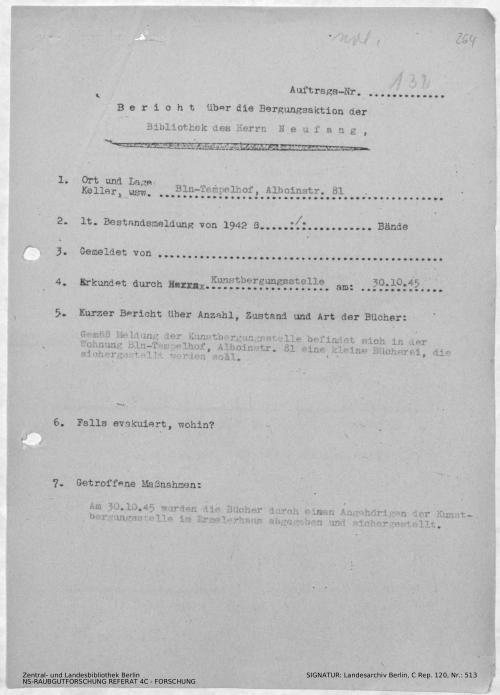 264
Auftrags-Nr. 138
B e r i c h t über die Bergungsaktion der
Bibliothek des Herrn N e u f a n g ,
1. Ort und Lage
Keller, usw. Bln-Tempelhof, Alboinstr. 81
2. lt. Bestandsmeldung von 1942 8....:/:............ Bände
3. Gemeldet von ................................................
4. Erkundet durch Herrn. Kunstbergungsstelle am: 30.10.45
5. Kurzer Bericht über Anzahl, Zustand und Art der Bücher:
Gemäß Meldung der Kunstbergungsstelle befindet sich in der
Wohnung Bln-Tempelhof, Alboinstr. 81 eine kleine Bücherei, die
sichergestellt werden soll.
6. Falls evakuiert, wohin?
7. Getroffene Maßnahmen:
Am 30.10.45 wurden die Bücher durch einen Angehörigen der Kunst-
bergungsstelle im Ermelerhaus abgegeben und sichergestellt.
Zentral- und Landesbibliothek Berlin
NS-RAUBGUTFORSCHUNG REFERAT 4C - FORSCHUNG
SIGNATUR: Landesarchiv Berlin, C Rep. 120, Nr.: 513